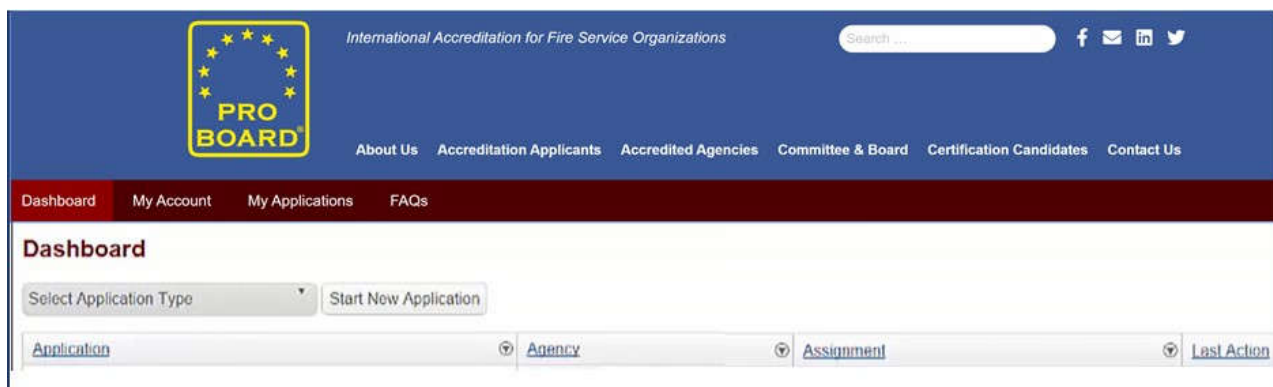 International Accreditation for Fire Service Organizations
Search ...
PRO
BOARD®
About Us Accreditation Applicants Accredited Agencies Committee & Board Certification Candidates Contact Us
Dashboard My Account My Applications FAQs
Dashboard
Select Application Type Start New Application
Application Agency Assignment Last Action